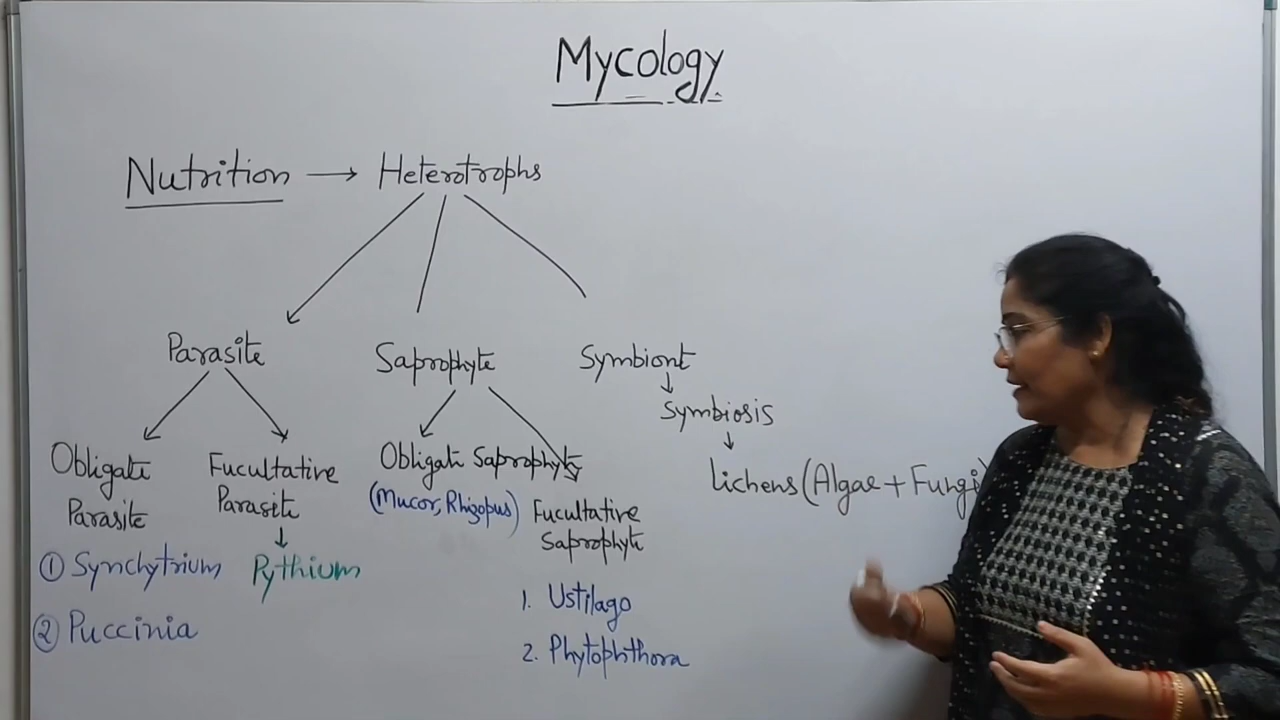 Mycology
Nutrition → Heterotrophs
Parasite
Saprophyte
Symbiont
Symbiosis
lichens (Algae + Fungi)
Obligate
Parasite
① Synchytrium
② Puccinia
Fucultative
Parasite
Pythium
Obligate Saprophyte
(Mucor, Rhizopus)
Fucultative
Saprophyte
1. Ustilago
2. Phytophthora